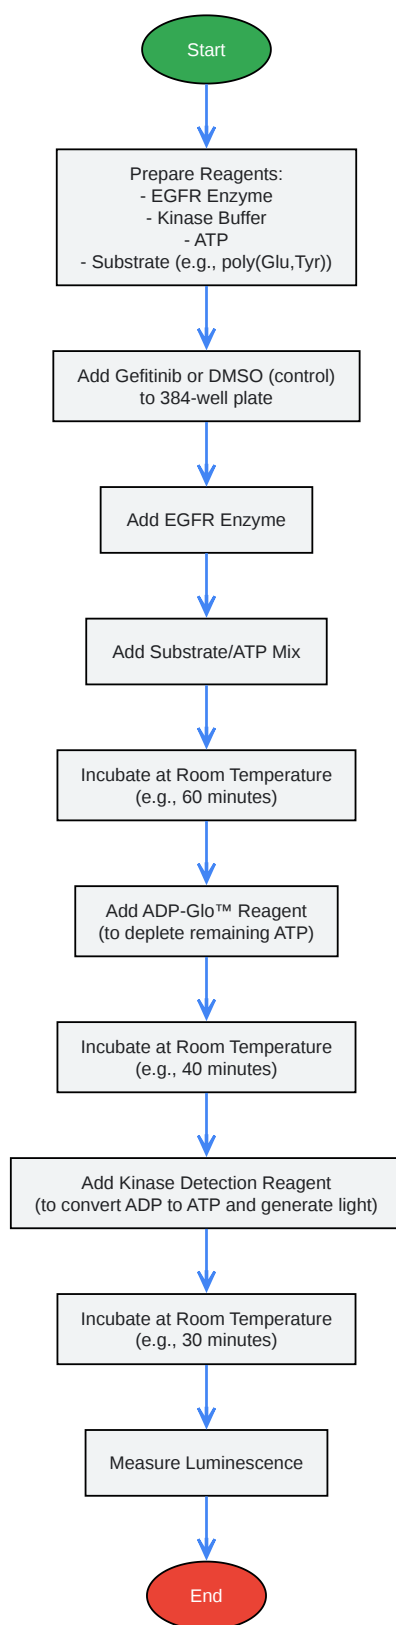 Start
Prepare Reagents:
- EGFR Enzyme
- Kinase Buffer
- ATP
- Substrate (e.g., poly(Glu,Tyr))
Add Gefitinib or DMSO (control)
to 384-well plate
Add EGFR Enzyme
Add Substrate/ATP Mix
Incubate at Room Temperature
(e.g., 60 minutes)
Add ADP-Glo™ Reagent
(to deplete remaining ATP)
Incubate at Room Temperature
(e.g., 40 minutes)
Add Kinase Detection Reagent
(to convert ADP to ATP and generate light)
Incubate at Room Temperature
(e.g., 30 minutes)
Measure Luminescence
End